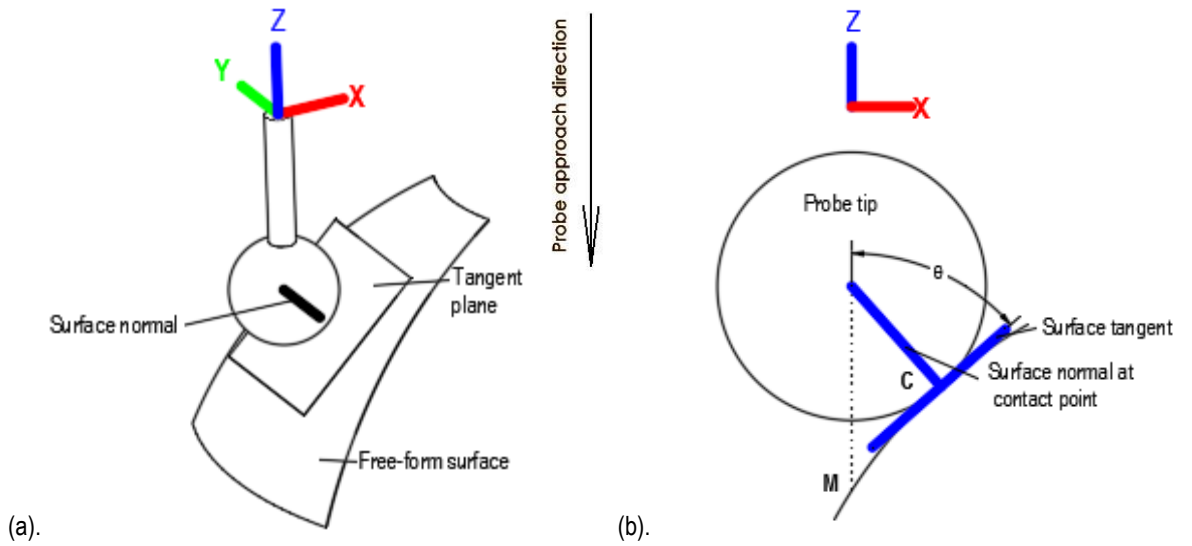 Z
Y
X
Surface normal
Tangent
plane
Free-form surface
(a).
Probe approach direction
Z
X
Probe tip
θ
Surface tangent
C
Surface normal at
contact point
M
(b).